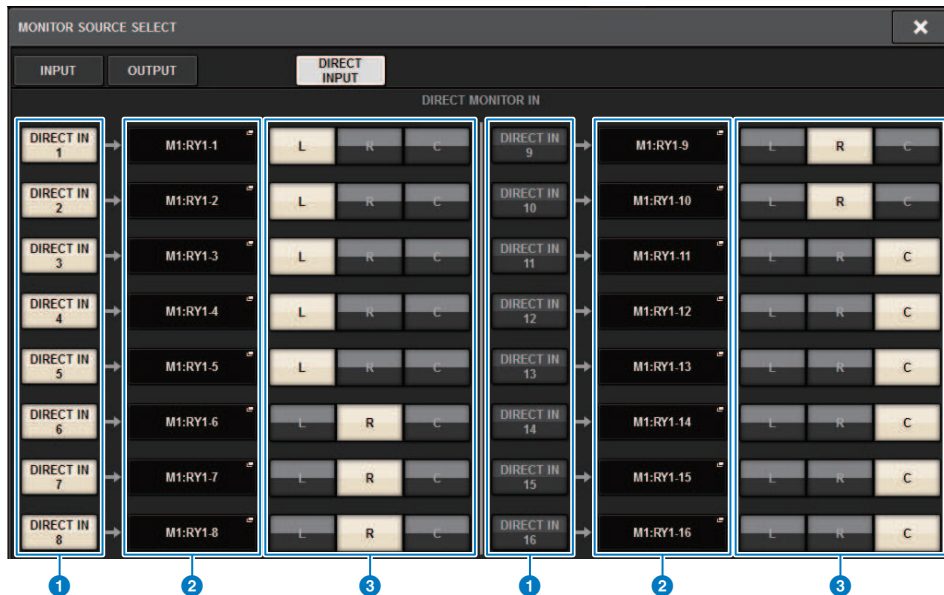 MONITOR SOURCE SELECT
INPUT
OUTPUT
DIRECT
INPUT
DIRECT MONITOR IN
DIRECT IN
1
M1:RY1-1
L R C
DIRECT IN
9
M1:RY1-9
L R C
DIRECT IN
2
M1:RY1-2
L R C
DIRECT IN
10
M1:RY1-10
L R C
DIRECT IN
3
M1:RY1-3
L R C
DIRECT IN
11
M1:RY1-11
L R C
DIRECT IN
4
M1:RY1-4
L R C
DIRECT IN
12
M1:RY1-12
L R C
DIRECT IN
5
M1:RY1-5
L R C
DIRECT IN
13
M1:RY1-13
L R C
DIRECT IN
6
M1:RY1-6
L R C
DIRECT IN
14
M1:RY1-14
L R C
DIRECT IN
7
M1:RY1-7
L R C
DIRECT IN
15
M1:RY1-15
L R C
DIRECT IN
8
M1:RY1-8
L R C
DIRECT IN
16
M1:RY1-16
L R C
1 2 3 1 2 3